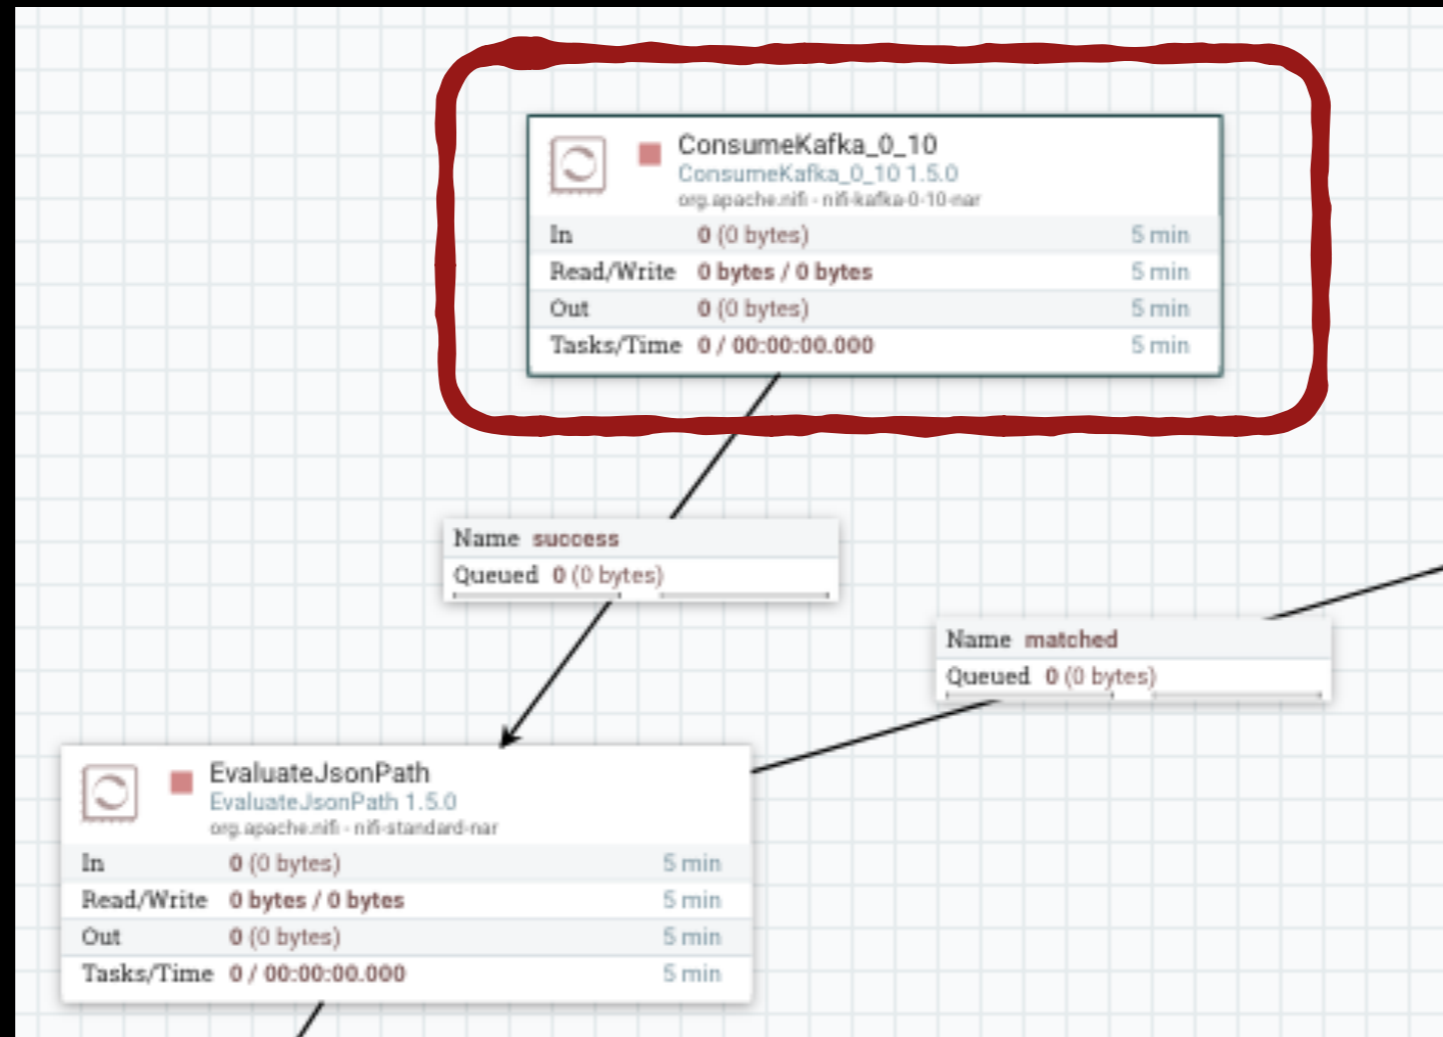 ConsumeKafka_0_10
ConsumeKafka_0_10 1.5.0
org.apache.nifi - nifi-kafka-0-10-nar
In 0 (0 bytes) 5 min
Read/Write 0 bytes / 0 bytes 5 min
Out 0 (0 bytes) 5 min
Tasks/Time 0 / 00:00:00.000 5 min
Name success
Queued 0 (0 bytes)
Name matched
Queued 0 (0 bytes)
EvaluateJsonPath
EvaluateJsonPath 1.5.0
org.apache.nifi - nifi-standard-nar
In 0 (0 bytes) 5 min
Read/Write 0 bytes / 0 bytes 5 min
Out 0 (0 bytes) 5 min
Tasks/Time 0 / 00:00:00.000 5 min